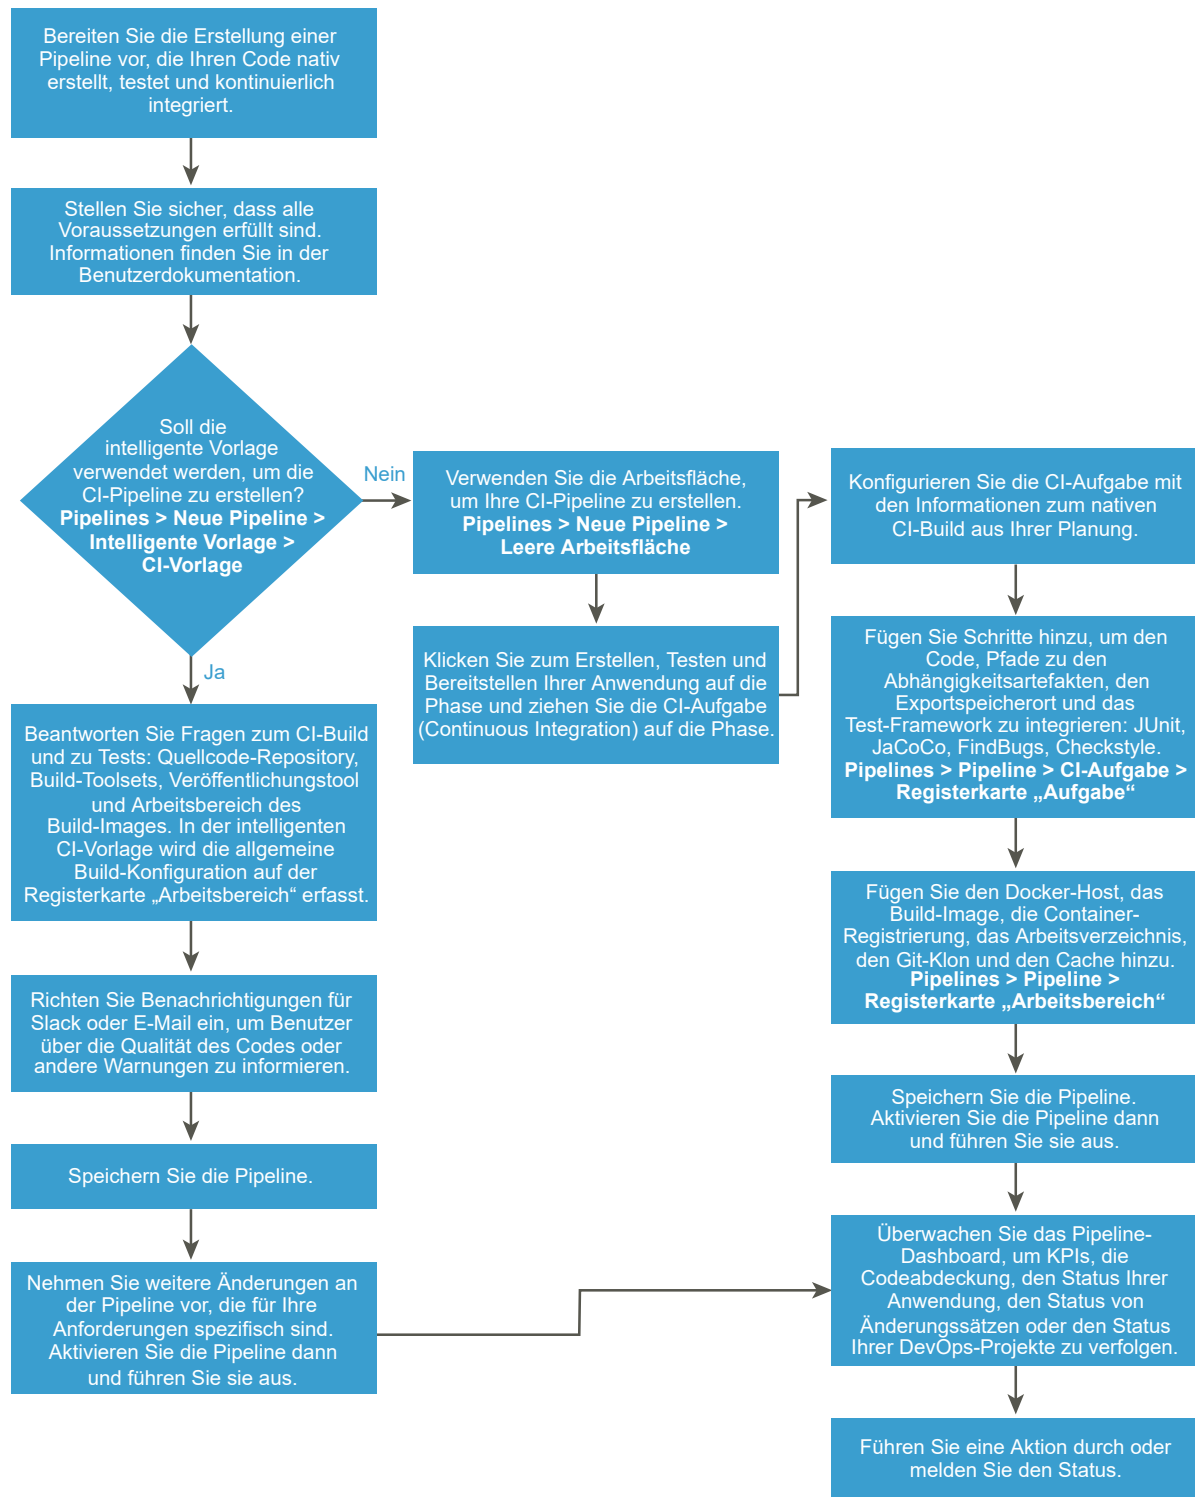 Bereiten Sie die Erstellung einer
Pipeline vor, die Ihren Code nativ
erstellt, testet und kontinuierlich
integriert.
Stellen Sie sicher, dass alle
Voraussetzungen erfüllt sind.
Informationen finden Sie in der
Benutzerdokumentation.
Soll die
intelligente Vorlage
verwendet werden, um die
CI-Pipeline zu erstellen?
Pipelines > Neue Pipeline >
Intelligente Vorlage >
CI-Vorlage
Nein
Ja
Beantworten Sie Fragen zum CI-Build
und zu Tests: Quellcode-Repository,
Build-Toolsets, Veröffentlichungstool
und Arbeitsbereich des
Build-Images. In der intelligenten
CI-Vorlage wird die allgemeine
Build-Konfiguration auf der
Registerkarte „Arbeitsbereich“ erfasst.
Richten Sie Benachrichtigungen für
Slack oder E-Mail ein, um Benutzer
über die Qualität des Codes oder
andere Warnungen zu informieren.
Speichern Sie die Pipeline.
Nehmen Sie weitere Änderungen an
der Pipeline vor, die für Ihre
Anforderungen spezifisch sind.
Aktivieren Sie die Pipeline dann
und führen Sie sie aus.
Verwenden Sie die Arbeitsfläche,
um Ihre CI-Pipeline zu erstellen.
Pipelines > Neue Pipeline >
Leere Arbeitsfläche
Klicken Sie zum Erstellen, Testen und
Bereitstellen Ihrer Anwendung auf die
Phase und ziehen Sie die CI-Aufgabe
(Continuous Integration) auf die Phase.
Konfigurieren Sie die CI-Aufgabe mit
den Informationen zum nativen
CI-Build aus Ihrer Planung.
Fügen Sie Schritte hinzu, um den
Code, Pfade zu den
Abhängigkeitsartefakten, den
Exportspeicherort und das
Test-Framework zu integrieren: JUnit,
JaCoCo, FindBugs, Checkstyle.
Pipelines > Pipeline > CI-Aufgabe >
Registerkarte „Aufgabe“
Fügen Sie den Docker-Host, das
Build-Image, die Container-
Registrierung, das Arbeitsverzeichnis,
den Git-Klon und den Cache hinzu.
Pipelines > Pipeline >
Registerkarte „Arbeitsbereich“
Speichern Sie die Pipeline.
Aktivieren Sie die Pipeline dann
und führen Sie sie aus.
Überwachen Sie das Pipeline-
Dashboard, um KPIs, die
Codeabdeckung, den Status Ihrer
Anwendung, den Status von
Änderungssätzen oder den Status
Ihrer DevOps-Projekte zu verfolgen.
Führen Sie eine Aktion durch oder
melden Sie den Status.